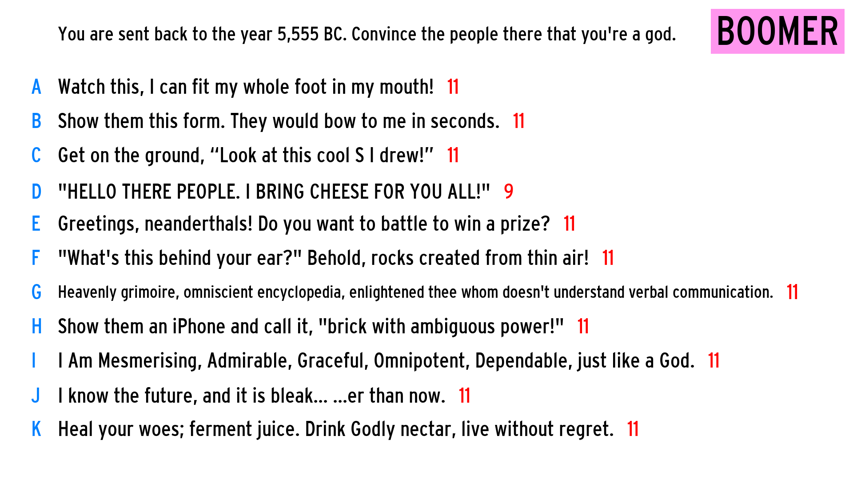 You are sent back to the year 5,555 BC. Convince the people there that you're a god. BOOMER
A Watch this, I can fit my whole foot in my mouth! 11
B Show them this form. They would bow to me in seconds. 11
C Get on the ground, “Look at this cool S I drew!” 11
D "HELLO THERE PEOPLE. I BRING CHEESE FOR YOU ALL!" 9
E Greetings, neanderthals! Do you want to battle to win a prize? 11
F "What's this behind your ear?" Behold, rocks created from thin air! 11
G Heavenly grimoire, omniscient encyclopedia, enlightened thee whom doesn't understand verbal communication. 11
H Show them an iPhone and call it, "brick with ambiguous power!" 11
I I Am Mesmerising, Admirable, Graceful, Omnipotent, Dependable, just like a God. 11
J I know the future, and it is bleak... ...er than now. 11
K Heal your woes; ferment juice. Drink Godly nectar, live without regret. 11